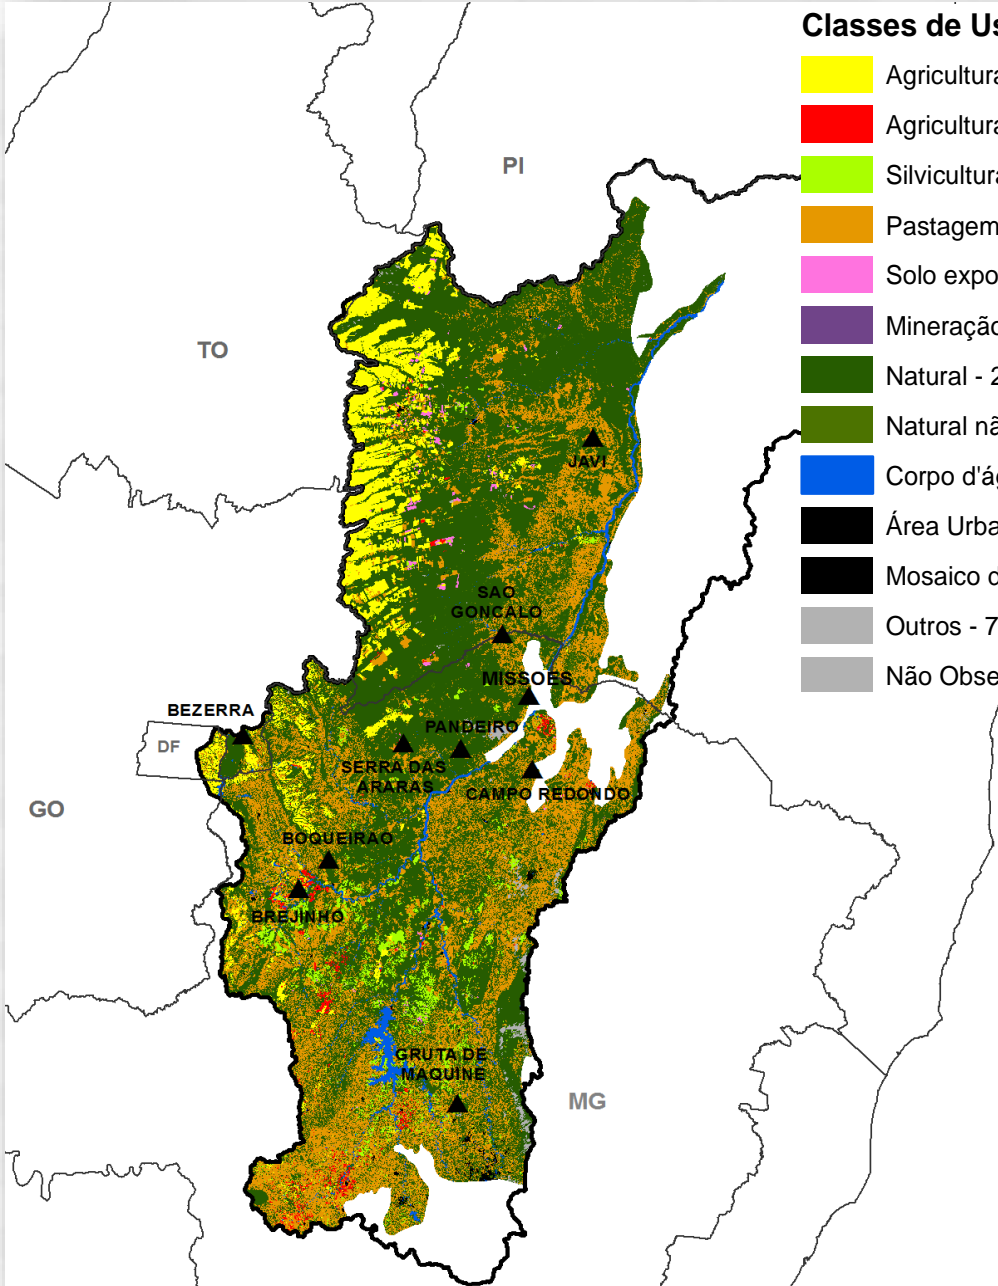 Classes de Us
Agricultura
Agricultura
Silvicultura
Pastagem
Solo expo
Mineração
Natural - 2
Natural nã
Corpo d'ág
Área Urba
Mosaico d
Outros - 7
Não Obse
PI
TO
JAVI
SAO
GONCALO
MISSOES
BEZERRA
PANDEIRO
DF
SERRA DAS
ARARAS
CAMPO REDONDO
GO
BOQUEIRAO
BREJINHO
GRUTA DE
MAQUINE
MG